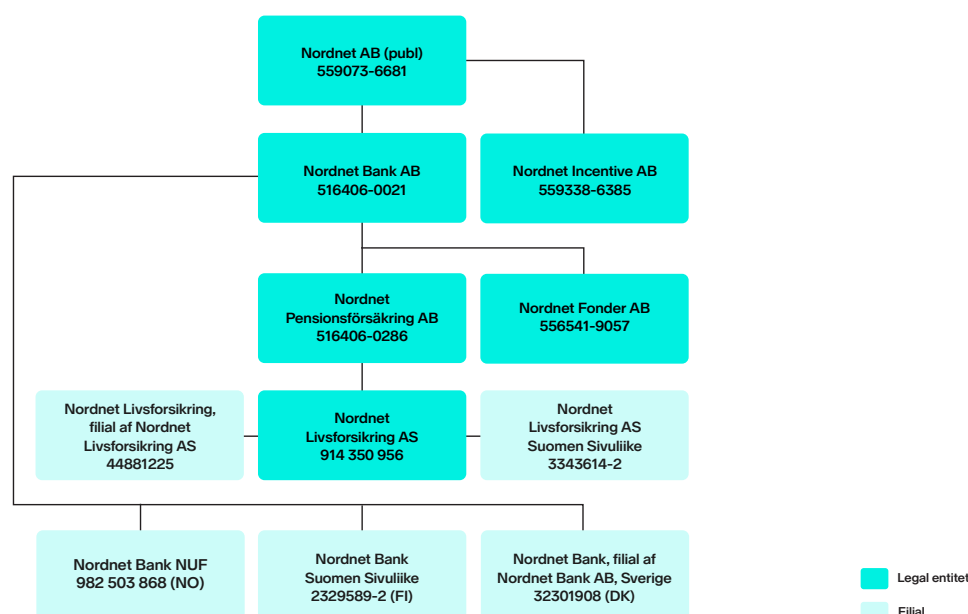 Nordnet AB (publ)
559073-6681
Nordnet Bank AB
516406-0021
Nordnet Incentive AB
559338-6385
Nordnet
Pensionsförsäkring AB
516406-0286
Nordnet Fonder AB
556541-9057
Nordnet Livsforsikring,
filial af Nordnet
Livsforsikring AS
44881225
Nordnet
Livsforsikring AS
914 350 956
Nordnet
Livsforsikring AS
Suomen Sivuliike
3343614-2
Nordnet Bank NUF
982 503 868 (NO)
Nordnet Bank
Suomen Sivuliike
2329589-2 (FI)
Nordnet Bank, filial af
Nordnet Bank AB, Sverige
32301908 (DK)
Legal entitet
Filial